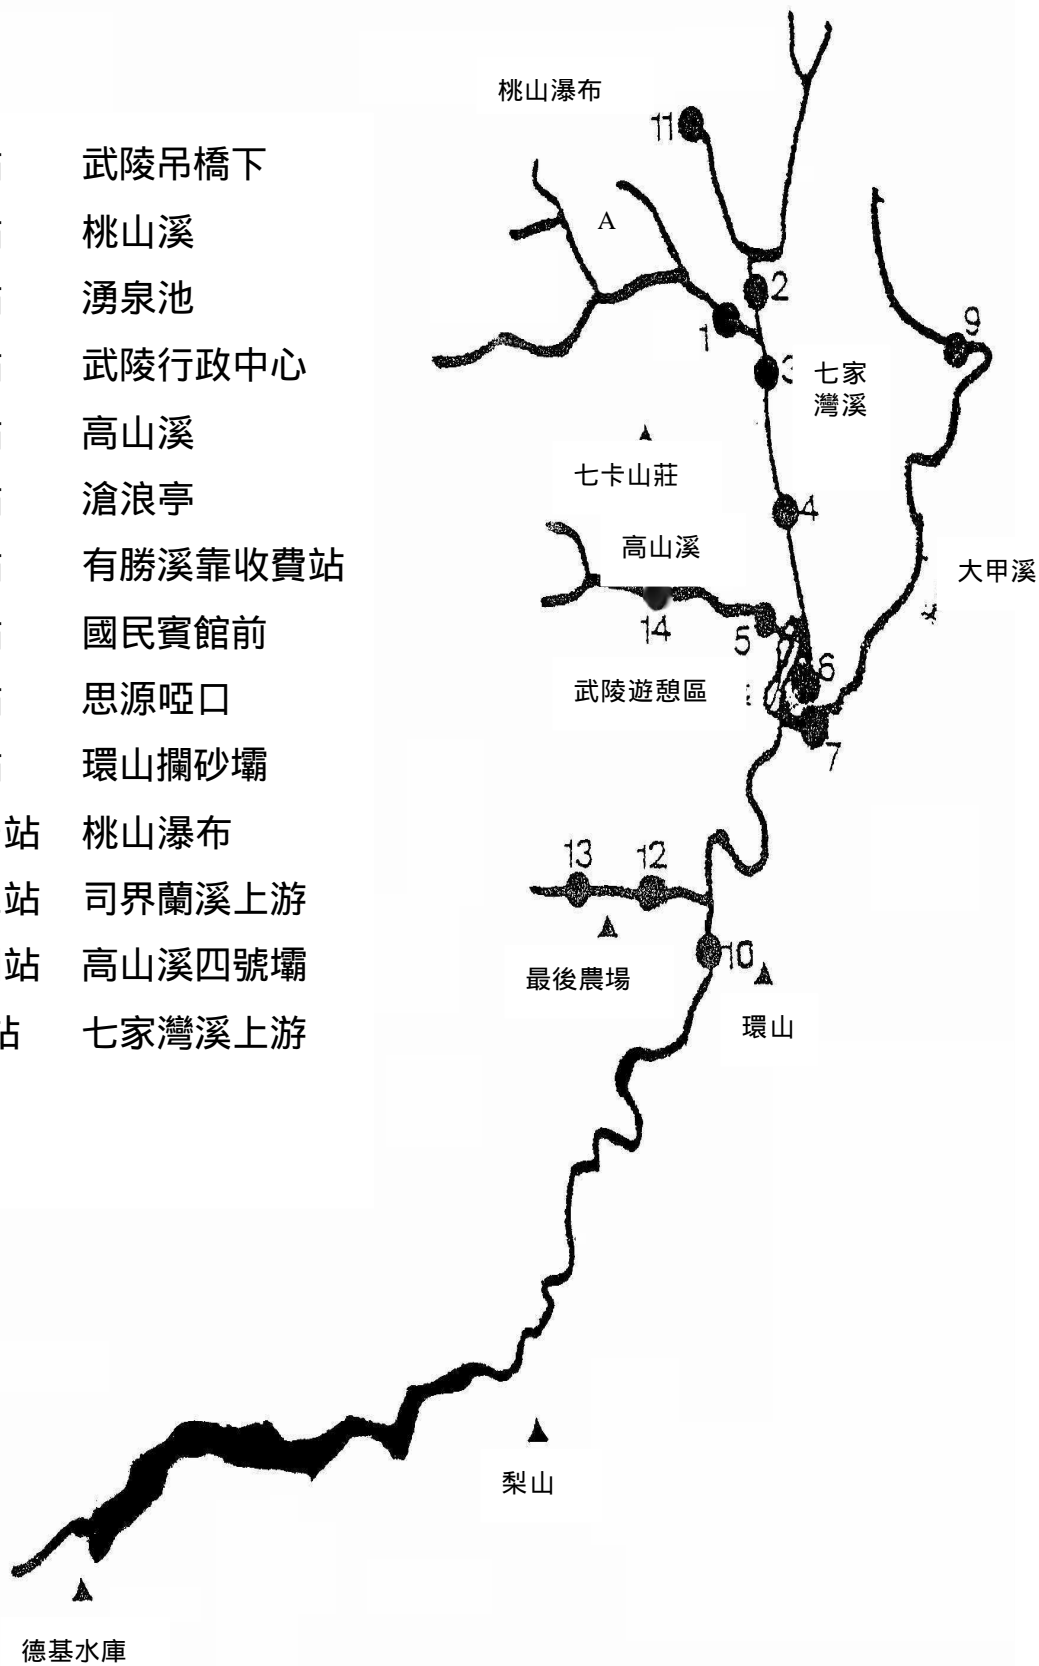 武陵吊橋下
桃山溪
湧泉池
武陵行政中心
高山溪
滄浪亭
有勝溪靠收費站
國民賓館前
思源啞口
環山攔砂壩
站 桃山瀑布
站 司界蘭溪上游
站 高山溪四號壩
站 七家灣溪上游
桃山瀑布
11
A
2
1
9
3
七家
灣溪
七卡山莊
4
高山溪
大甲溪
14
5
6
武陵遊憩區
7
13
12
10
最後農場
環山
梨山
德基水庫